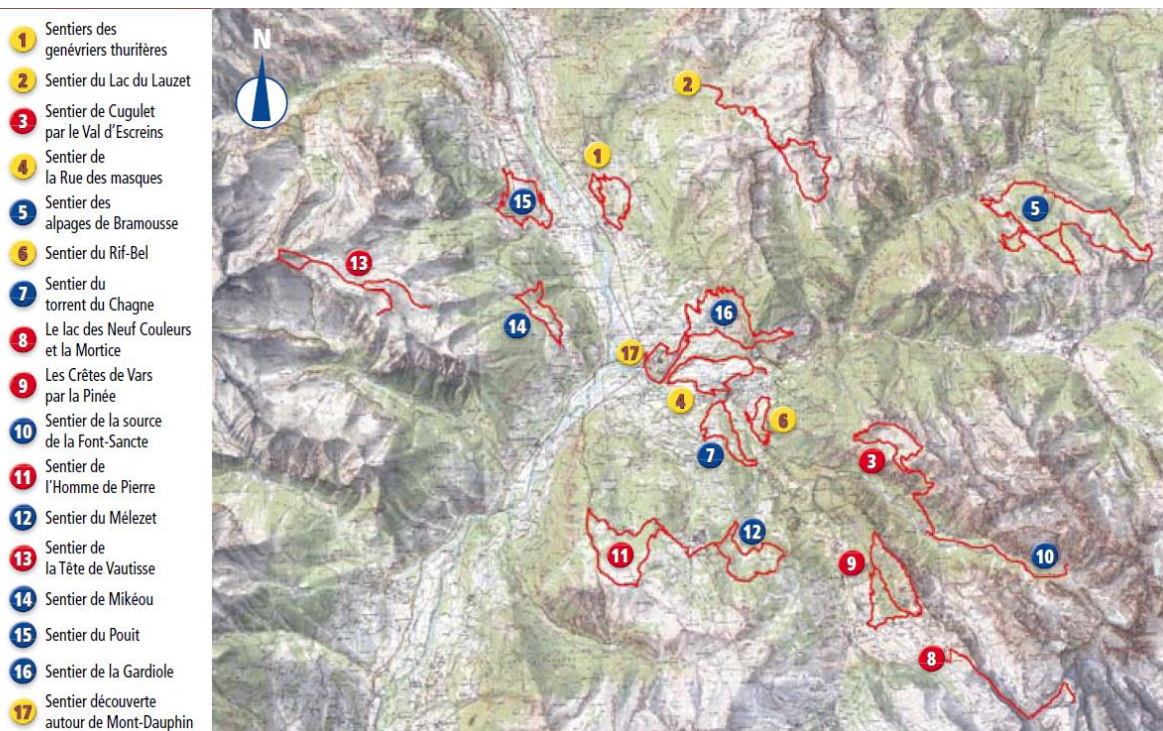 1 Sentiers des
genévriers thurifères
2 Sentier du Lac du Lauzet
3 Sentier de Cugulet
par le Val d'Escreins
4 Sentier de
la Rue des masques
5 Sentier des
alpages de Bramousse
6 Sentier du Rif-Bel
7 Sentier du
torrent du Chagne
8 Le lac des Neuf Couleurs
et la Mortice
9 Les Crêtes de Vars
par la Pinée
10 Sentier de la source
de la Font-Sancte
11 Sentier de
l'Homme de Pierre
12 Sentier du Mélezet
13 Sentier de
la Tête de Vautisse
14 Sentier de Mikéou
15 Sentier du Pouit
16 Sentier de la Gardiole
17 Sentier découverte
autour de Mont-Dauphin
N
2
1
15
5
13
14
16
17
4
6
7
3
12
11
9
10
8